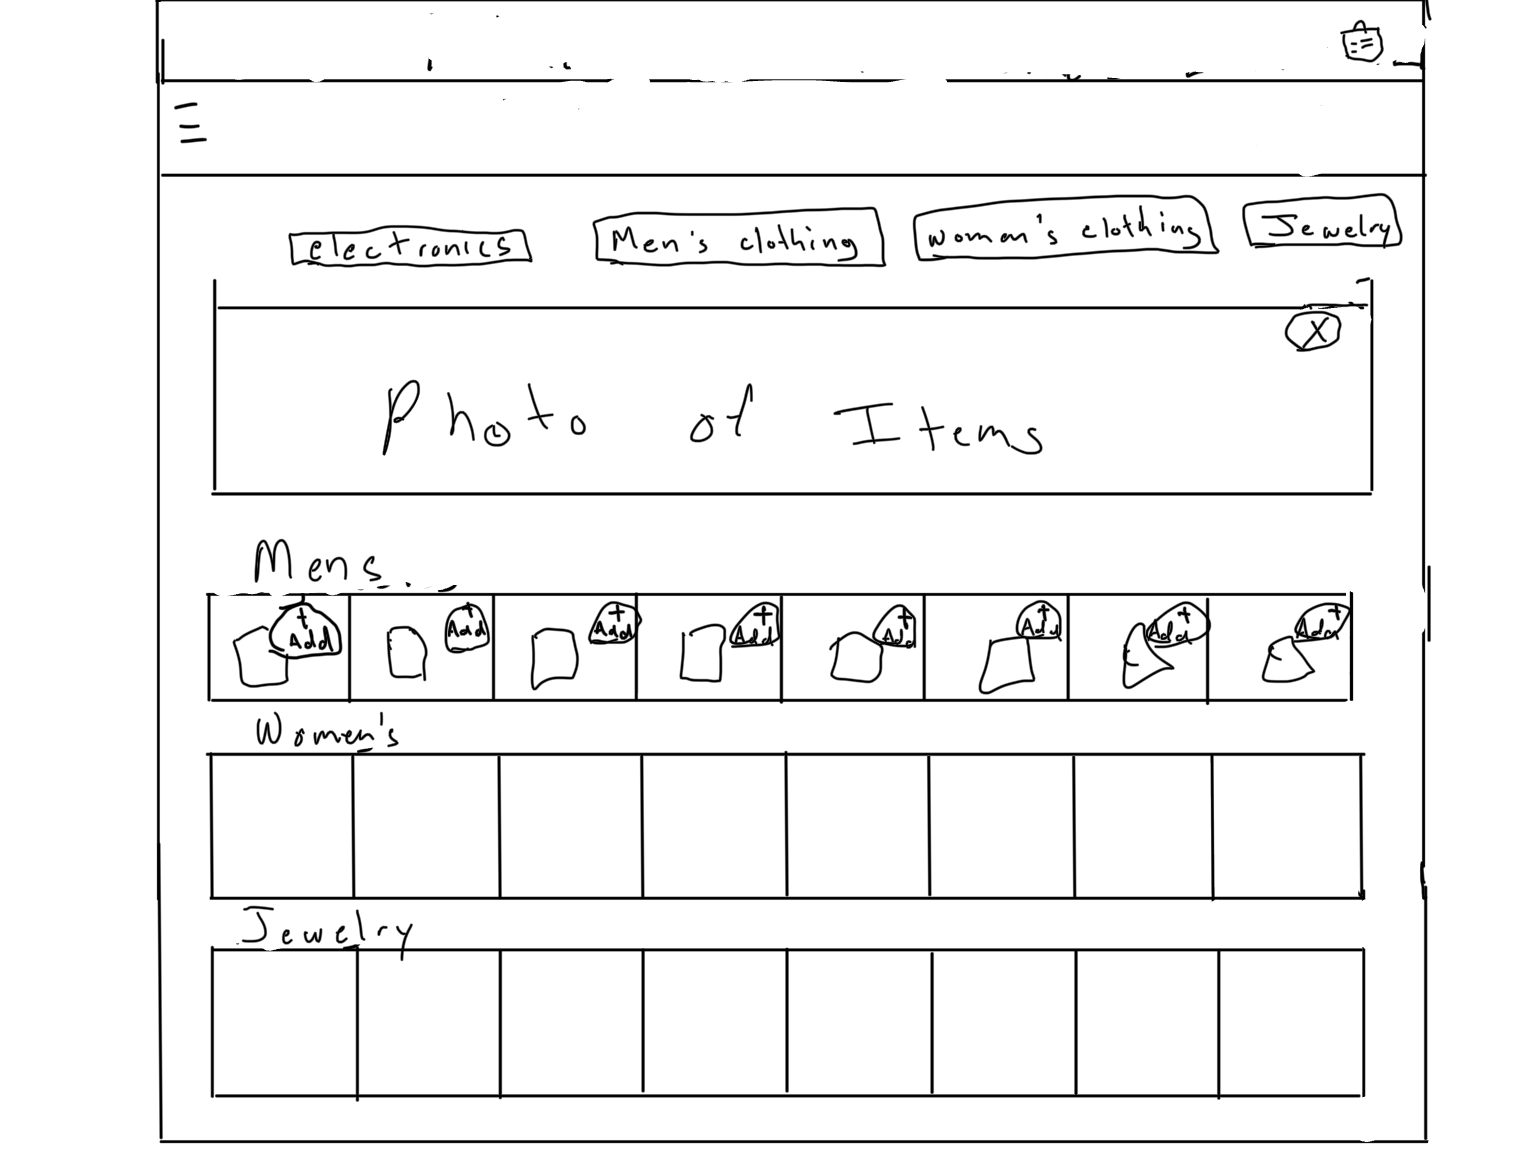 electronics
Men's clothing
women's clothing
Jewelry
X
Photo of Items
Mens
+ Add
+ Add
+ Add
+ Add
+ Add
+ Add
+ Add
+ Add
Women's
Jewelry